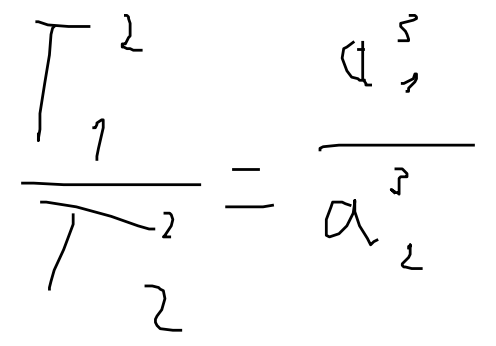 T₁² / T₂² = a₁³ / a₂³